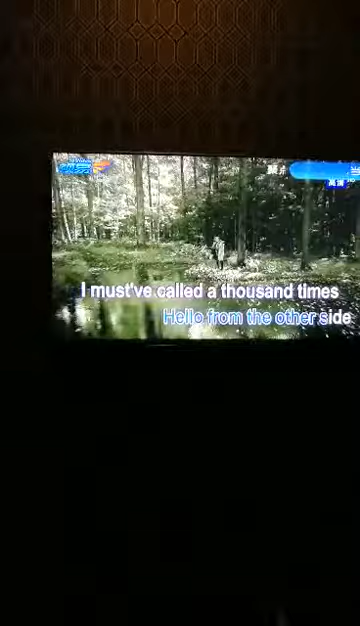 I must've called a thousand times
Hello from the other side